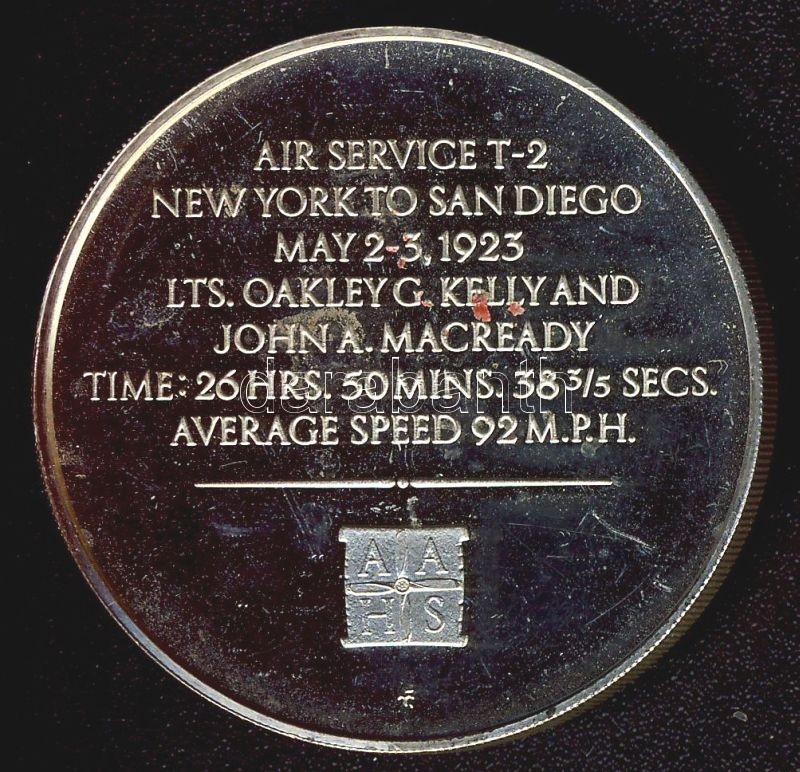 AIR SERVICE T-2
NEW YORK TO SAN DIEGO
MAY 2-3, 1923
LTS. OAKLEY G. KELLY AND
JOHN A. MACREADY
TIME: 26 HRS. 50 MINS. 38 3/5 SECS.
AVERAGE SPEED 92 M.P.H.
A A
H S
darabanth